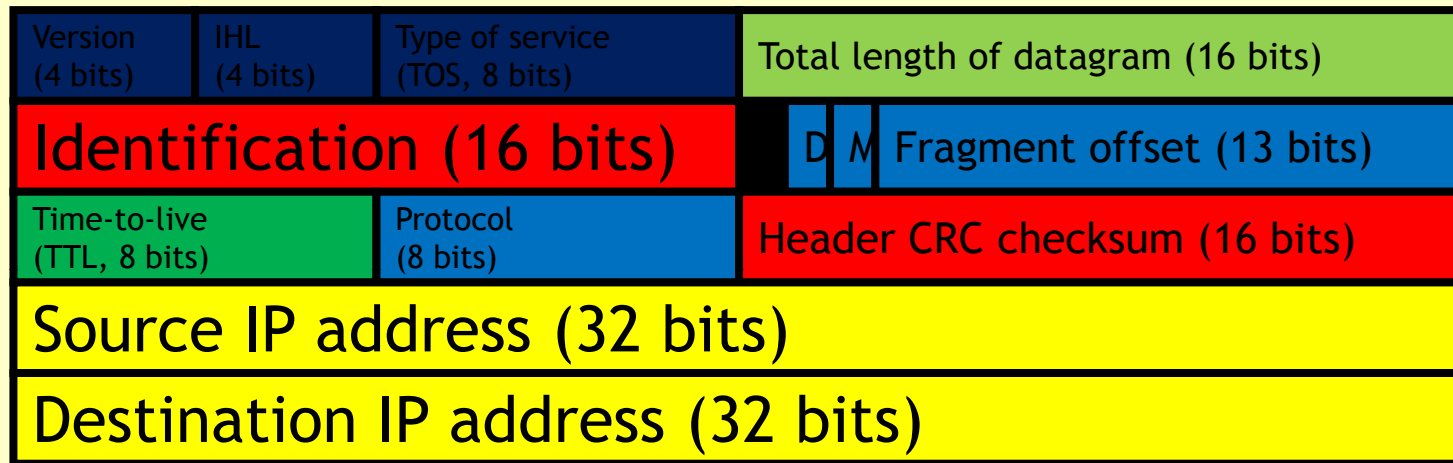 Version
(4 bits)
IHL
(4 bits)
Type of service
(TOS, 8 bits)
Total length of datagram (16 bits)
Identification (16 bits)
D
M
Fragment offset (13 bits)
Time-to-live
(TTL, 8 bits)
Protocol
(8 bits)
Header CRC checksum (16 bits)
Source IP address (32 bits)
Destination IP address (32 bits)